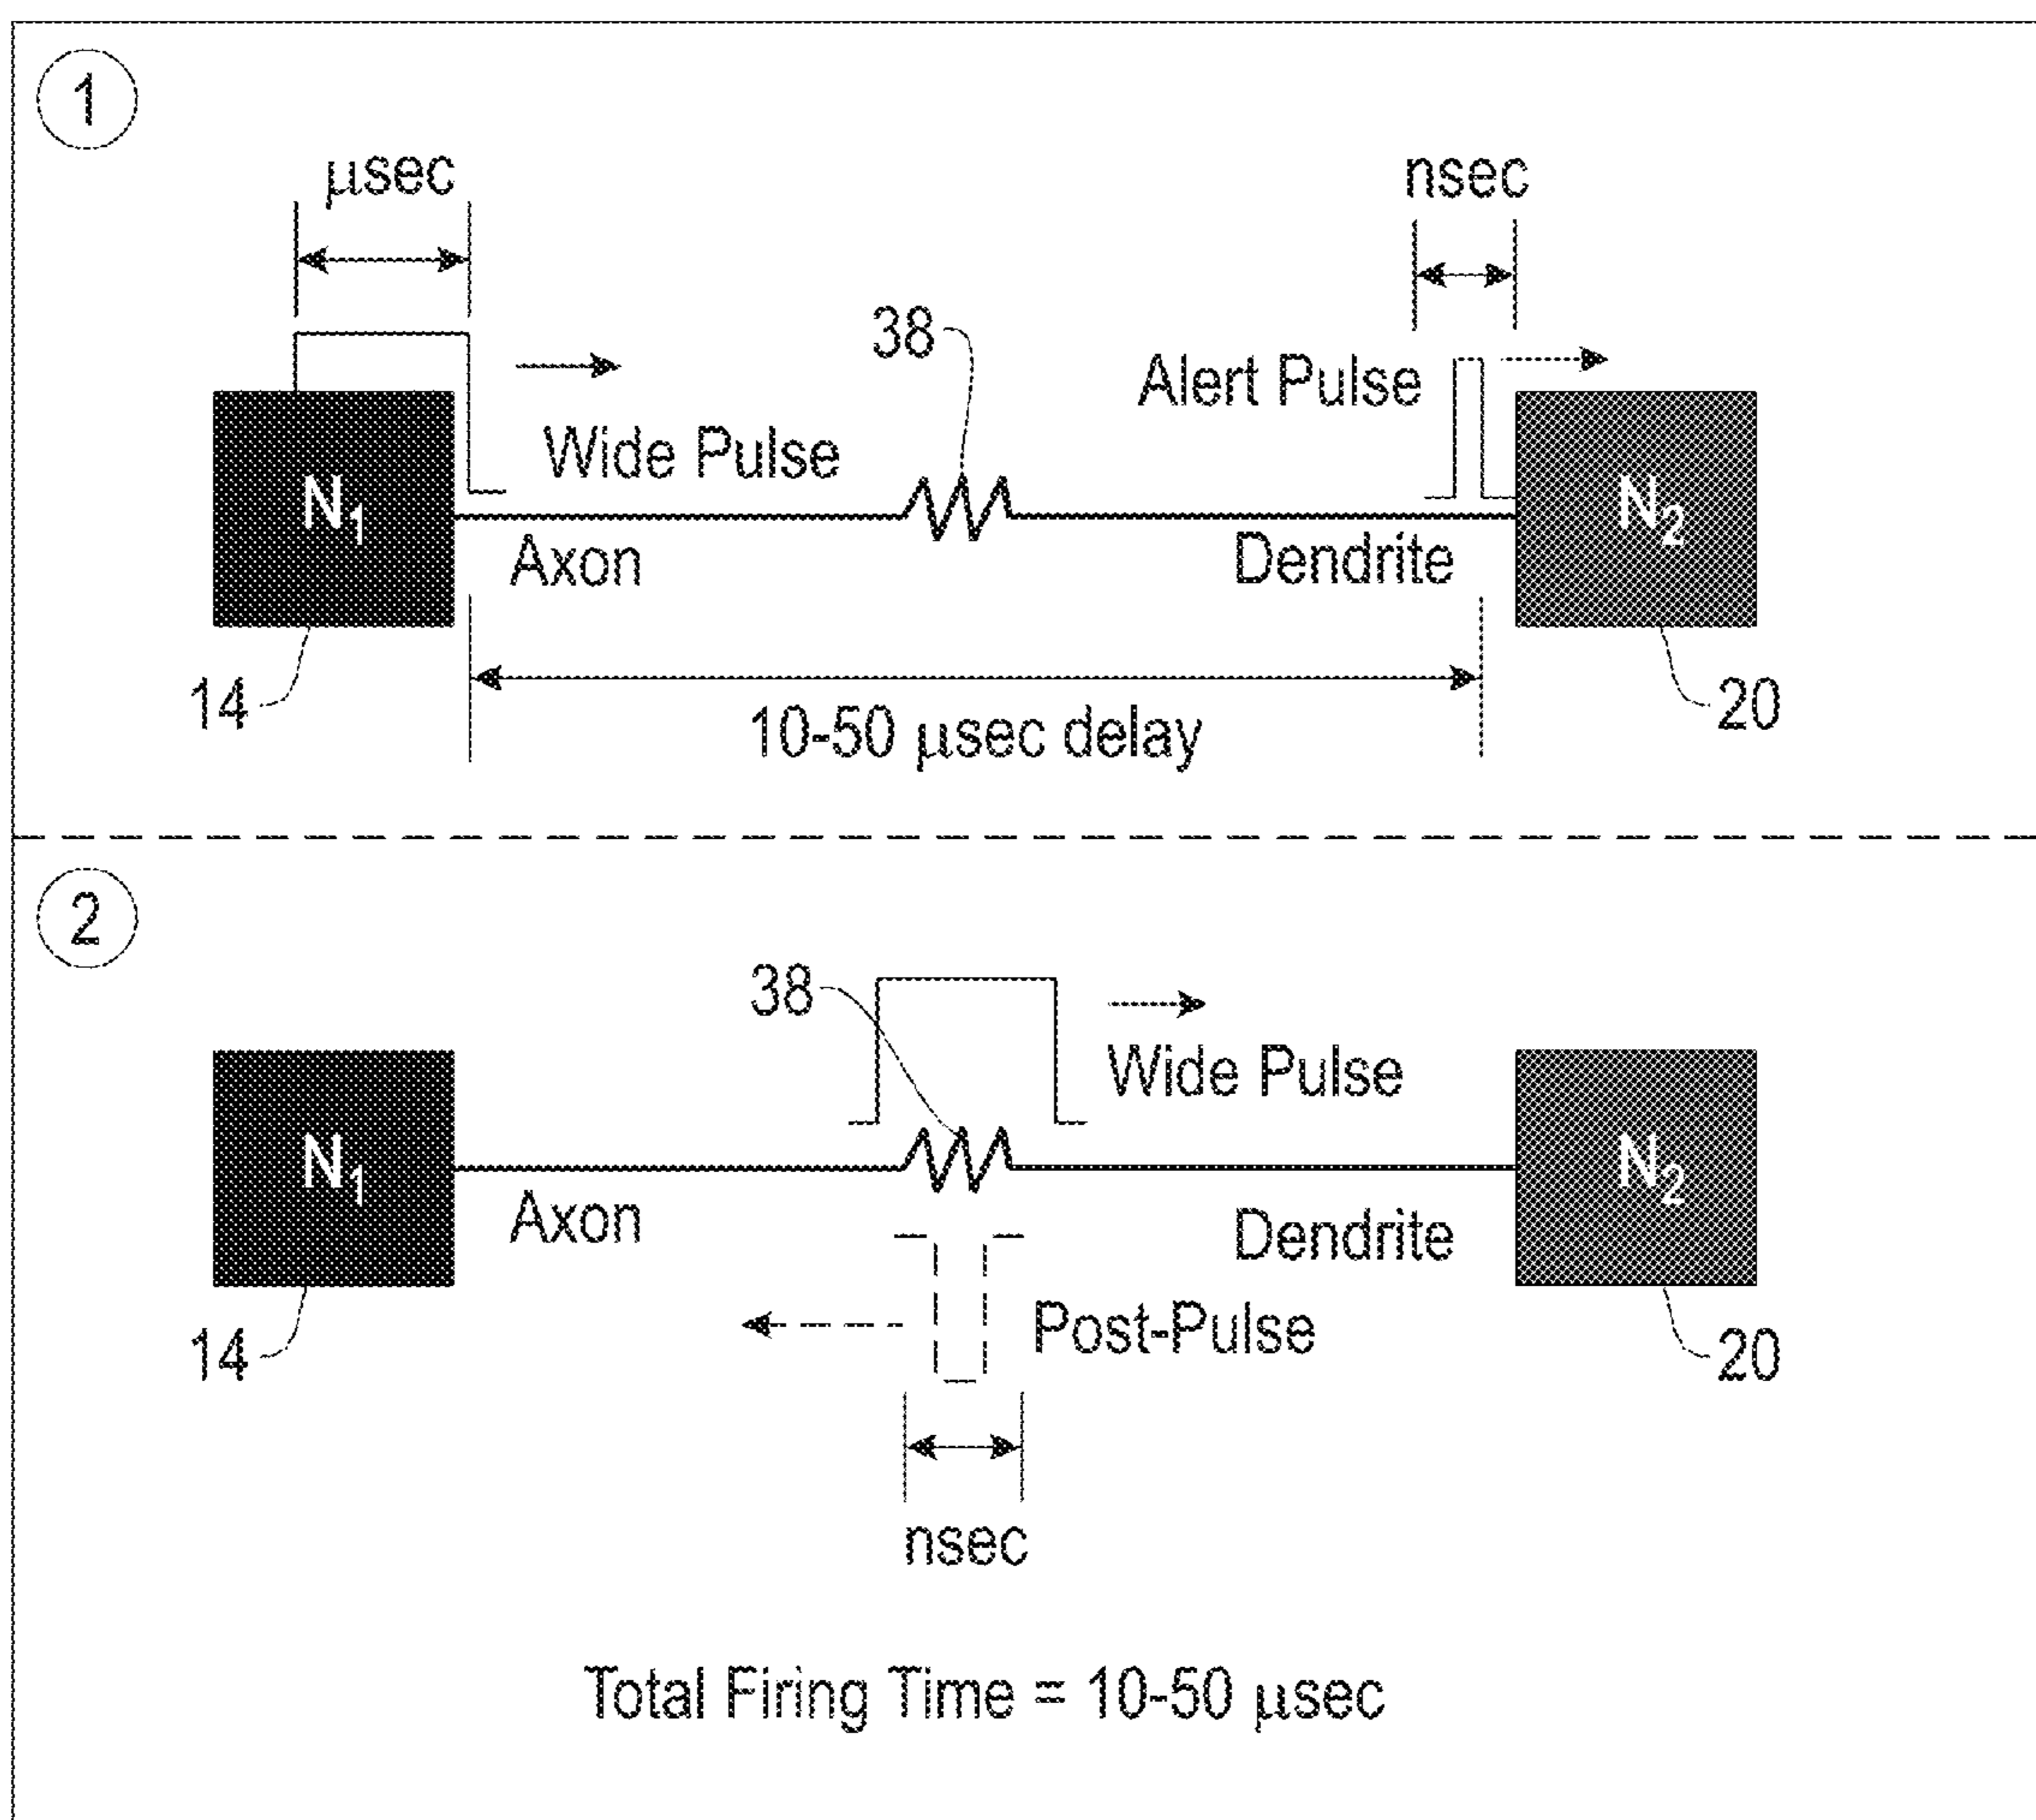 1
μsec
nsec
38
Alert Pulse
Wide Pulse
N1
N2
Axon
Dendrite
14
20
10-50 μsec delay
2
38
Wide Pulse
N1
N2
Axon
Dendrite
Post-Pulse
14
20
nsec
Total Firing Time = 10-50 μsec